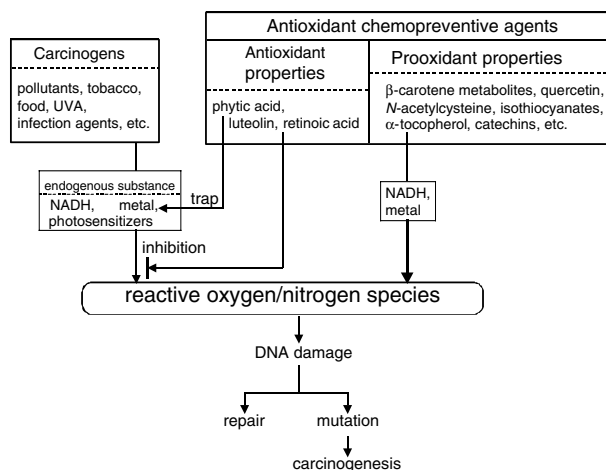 Antioxidant chemopreventive agents
Carcinogens
pollutants, tobacco,
food, UVA,
infection agents, etc.
Antioxidant
properties
phytic acid,
luteolin, retinoic acid
Prooxidant properties
β-carotene metabolites, quercetin,
N-acetylcysteine, isothiocyanates,
α-tocopherol, catechins, etc.
endogenous substance
NADH, metal,
photosensitizers
trap
NADH,
metal
inhibition
reactive oxygen/nitrogen species
DNA damage
repair
mutation
carcinogenesis